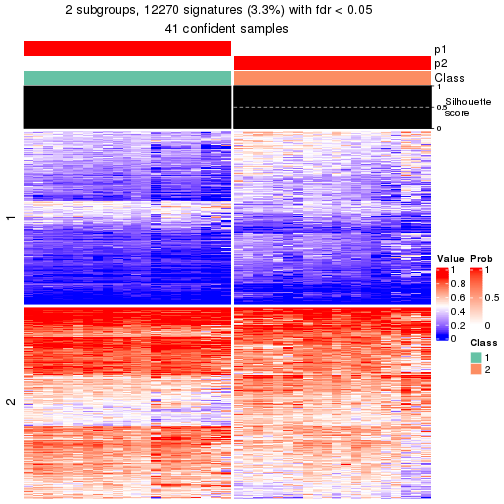 2 subgroups, 12270 signatures (3.3%) with fdr < 0.05
41 confident samples
p1
p2
Class
1
0.5
0
Silhouette
score
1
2
Value
1
0.8
0.6
0.4
0.2
0
Prob
1
0.5
0
Class
1
2